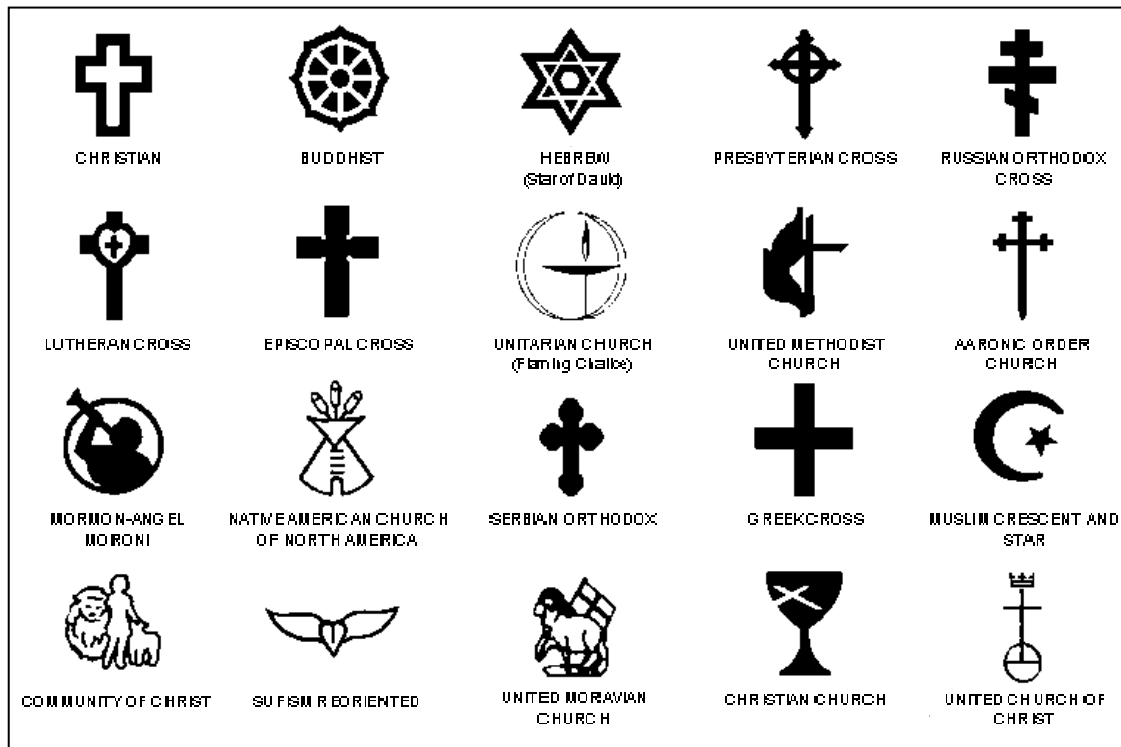 CHRISTIAN
BUDDHIST
HEBREW
(Star of David)
PRESBYTERIAN CROSS
RUSSIAN ORTHODOX
CROSS
LUTHERAN CROSS
EPISCOPAL CROSS
UNITARIAN CHURCH
(Flaming Chalice)
UNITED METHODIST
CHURCH
AARONIC ORDER
CHURCH
MORMON-ANGEL
MORONI
NATIVE AMERICAN CHURCH
OF NORTH AMERICA
SERBIAN ORTHODOX
GREEK CROSS
MUSLIM CRESCENT AND
STAR
COMMUNITY OF CHRIST
SUFISM REORIENTED
UNITED MORAVIAN
CHURCH
CHRISTIAN CHURCH
UNITED CHURCH OF
CHRIST